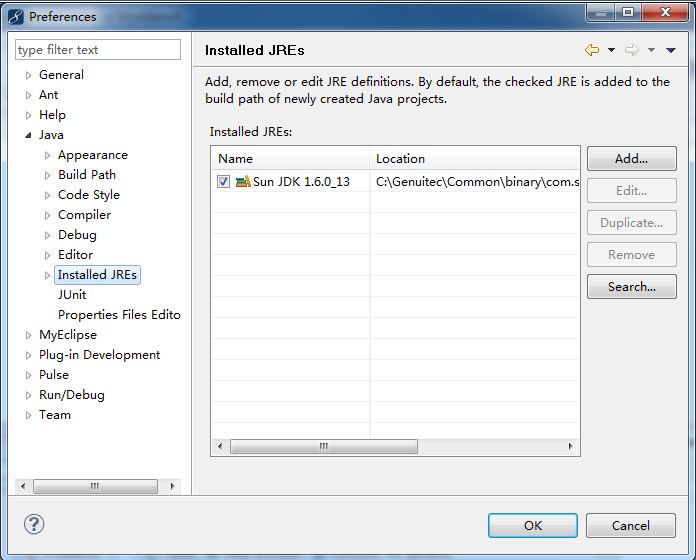 Preferences
type filter text
General
Ant
Help
Java
Appearance
Build Path
Code Style
Compiler
Debug
Editor
Installed JREs
JUnit
Properties Files Edito
MyEclipse
Plug-in Development
Pulse
Run/Debug
Team
Installed JREs
Add, remove or edit JRE definitions. By default, the checked JRE is added to the
build path of newly created Java projects.
Installed JREs:
Name Location
Sun JDK 1.6.0_13 C:\Genuitec\Common\binary\com.s
Add...
Edit...
Duplicate...
Remove
Search...
OK Cancel